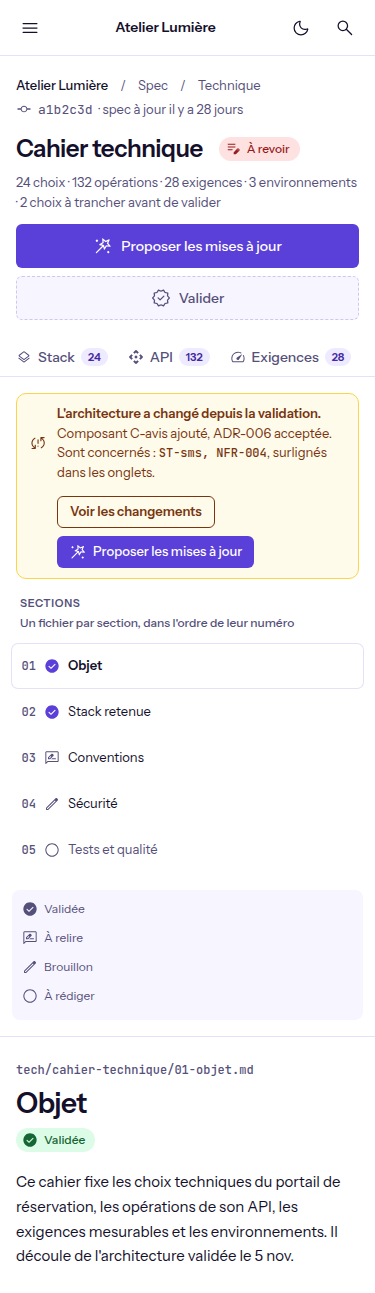 Atelier Lumière
Atelier Lumière / Spec / Technique
a1b2c3d · spec à jour il y a 28 jours
Cahier technique À revoir
24 choix · 132 opérations · 28 exigences · 3 environnements
· 2 choix à trancher avant de valider
Proposer les mises à jour
Valider
Stack 24 API 132 Exigences 28
L'architecture a changé depuis la validation.
Composant C-avis ajouté, ADR-006 acceptée.
Sont concernés : ST-sms, NFR-004, surlignés
dans les onglets.
Voir les changements
Proposer les mises à jour
SECTIONS
Un fichier par section, dans l'ordre de leur numéro
01 Objet
02 Stack retenue
03 Conventions
04 Sécurité
05 Tests et qualité
Validée
À relire
Brouillon
À rédiger
tech/cahier-technique/01-objet.md
Objet
Validée
Ce cahier fixe les choix techniques du portail de
réservation, les opérations de son API, les
exigences mesurables et les environnements. Il
découle de l'architecture validée le 5 nov.